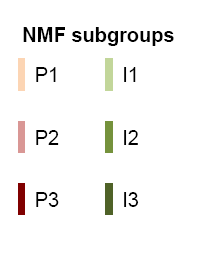 NMF subgroups
P1 I1
P2 I2
P3 I3